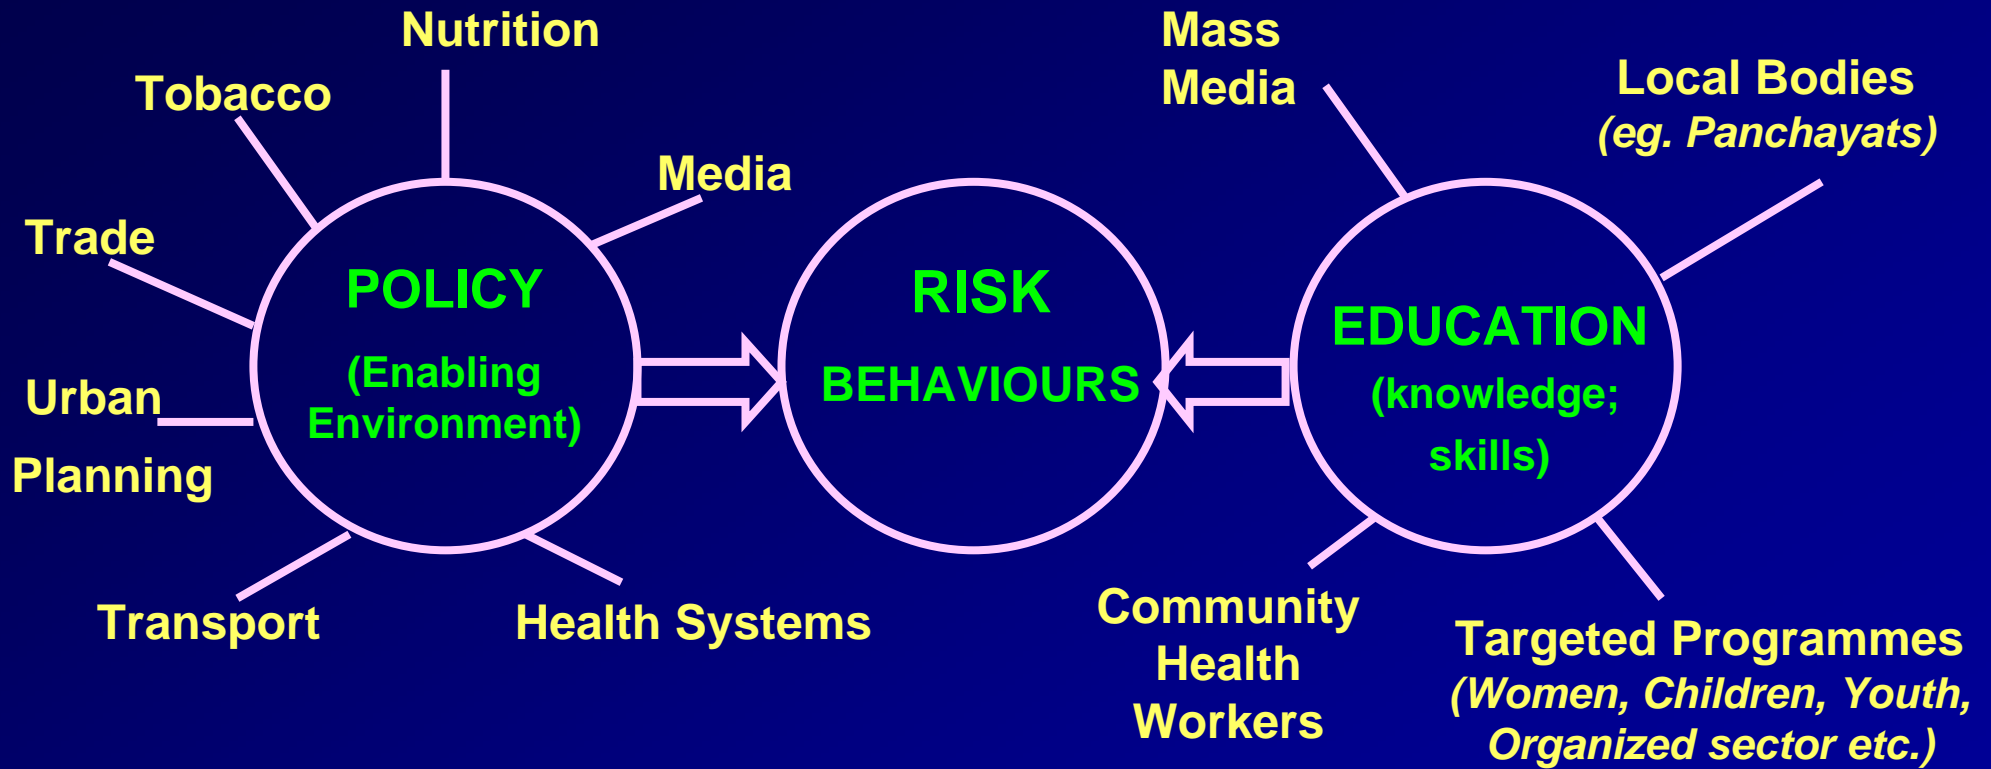 Nutrition
Tobacco
Media
Trade
POLICY
(Enabling
Environment)
Urban
Planning
Transport
Health Systems
RISK
BEHAVIOURS
Mass
Media
Local Bodies
(eg. Panchayats)
EDUCATION
(knowledge;
skills)
Community
Health
Workers
Targeted Programmes
(Women, Children, Youth,
Organized sector etc.)